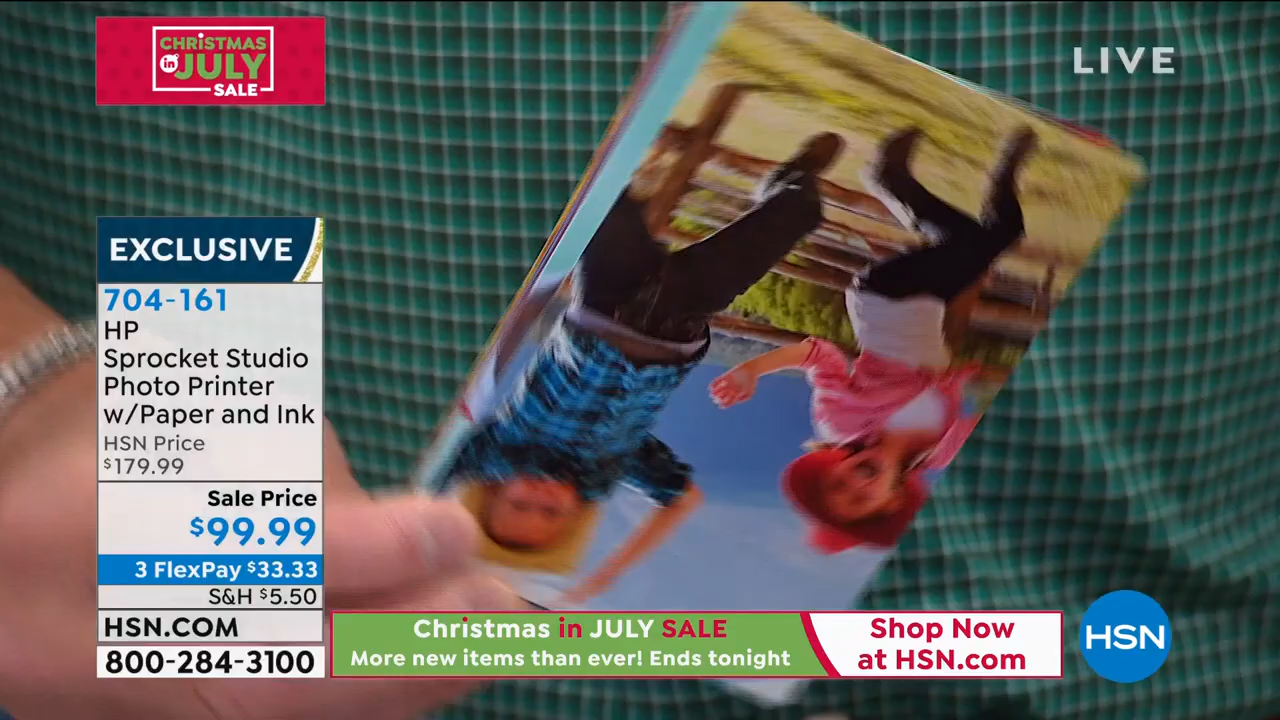 CHRISTMAS
in JULY
SALE
LIVE
EXCLUSIVE
704-161
HP
Sprocket Studio
Photo Printer
w/Paper and Ink
HSN Price
$179.99
Sale Price
$99.99
3 FlexPay $33.33
S&H $5.50
HSN.COM
800-284-3100
Christmas in JULY SALE
More new items than ever! Ends tonight
Shop Now
at HSN.com
HSN